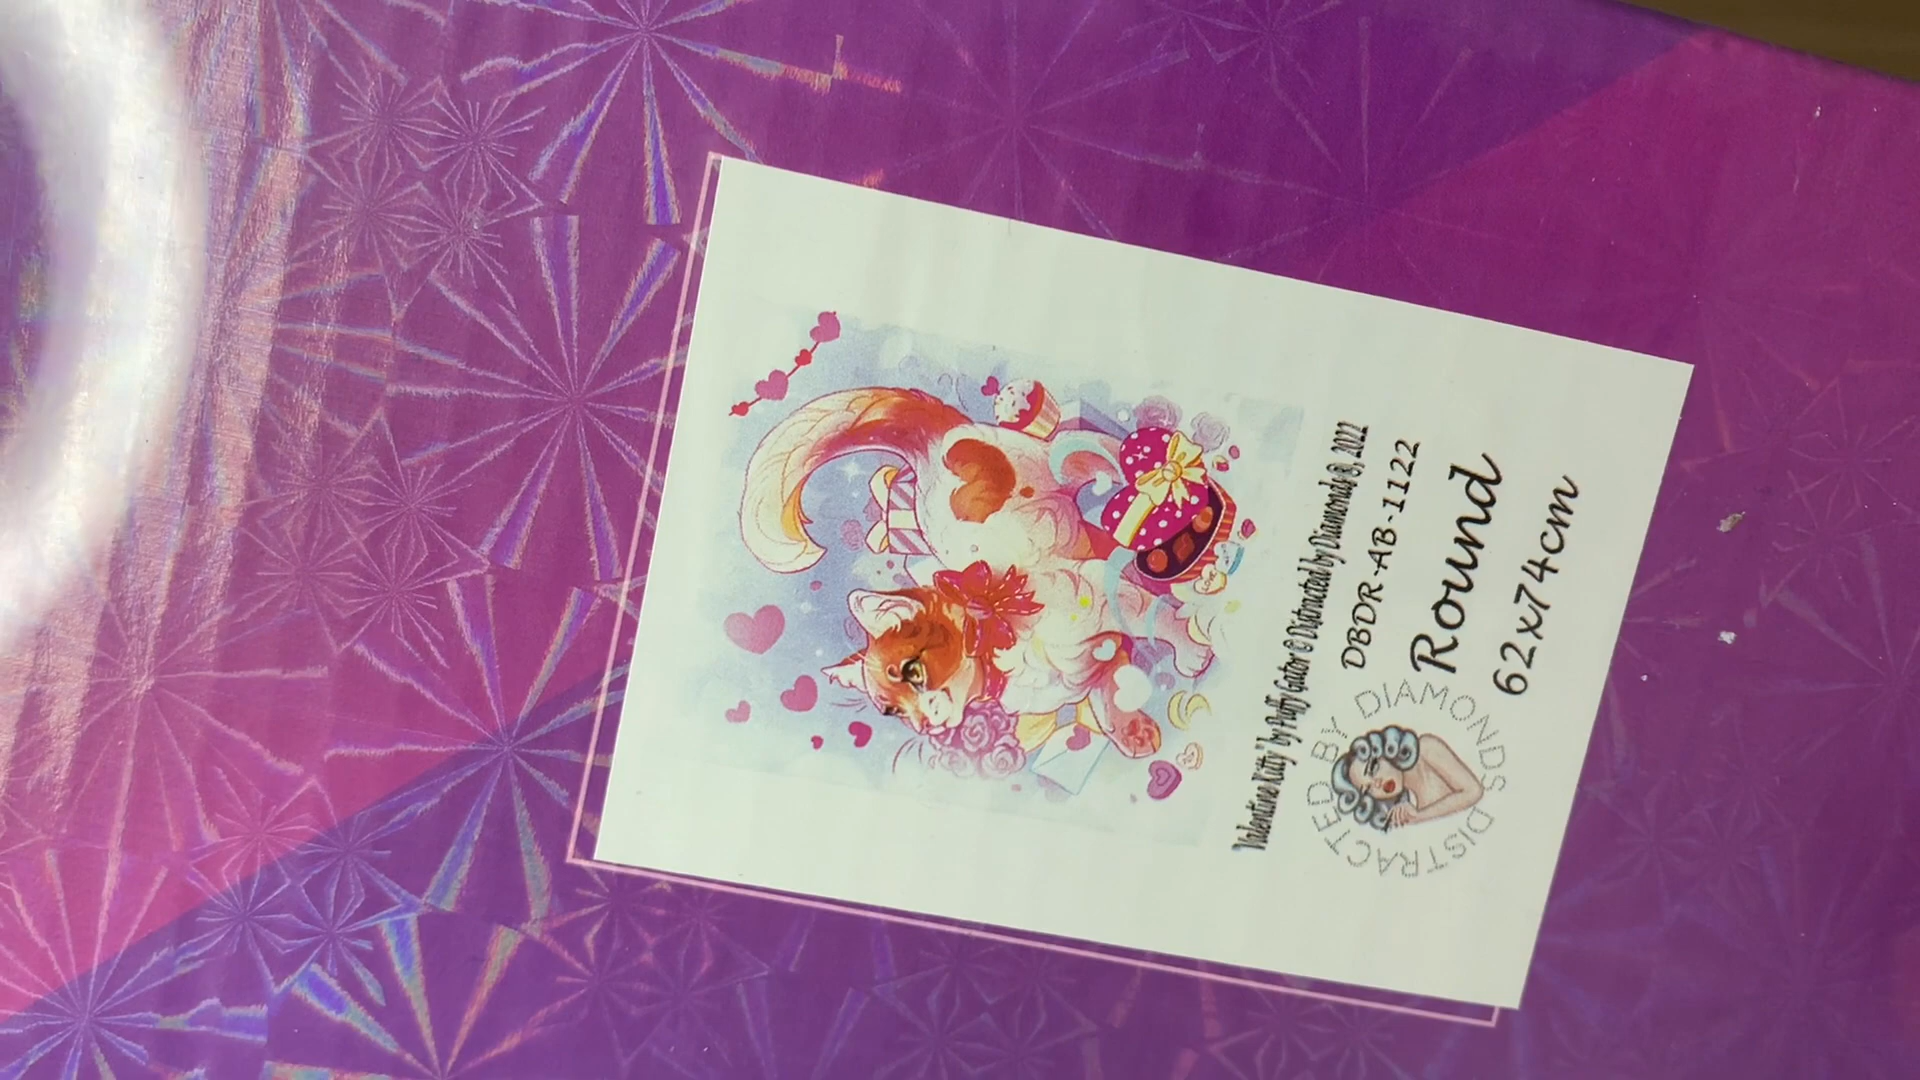 Valentine Kitty" by Puffy Gator © Distracted by Diamonds ®, 2022
DBDR-AB-1122
Round
62x74cm
DISTRACTED BY DIAMONDS